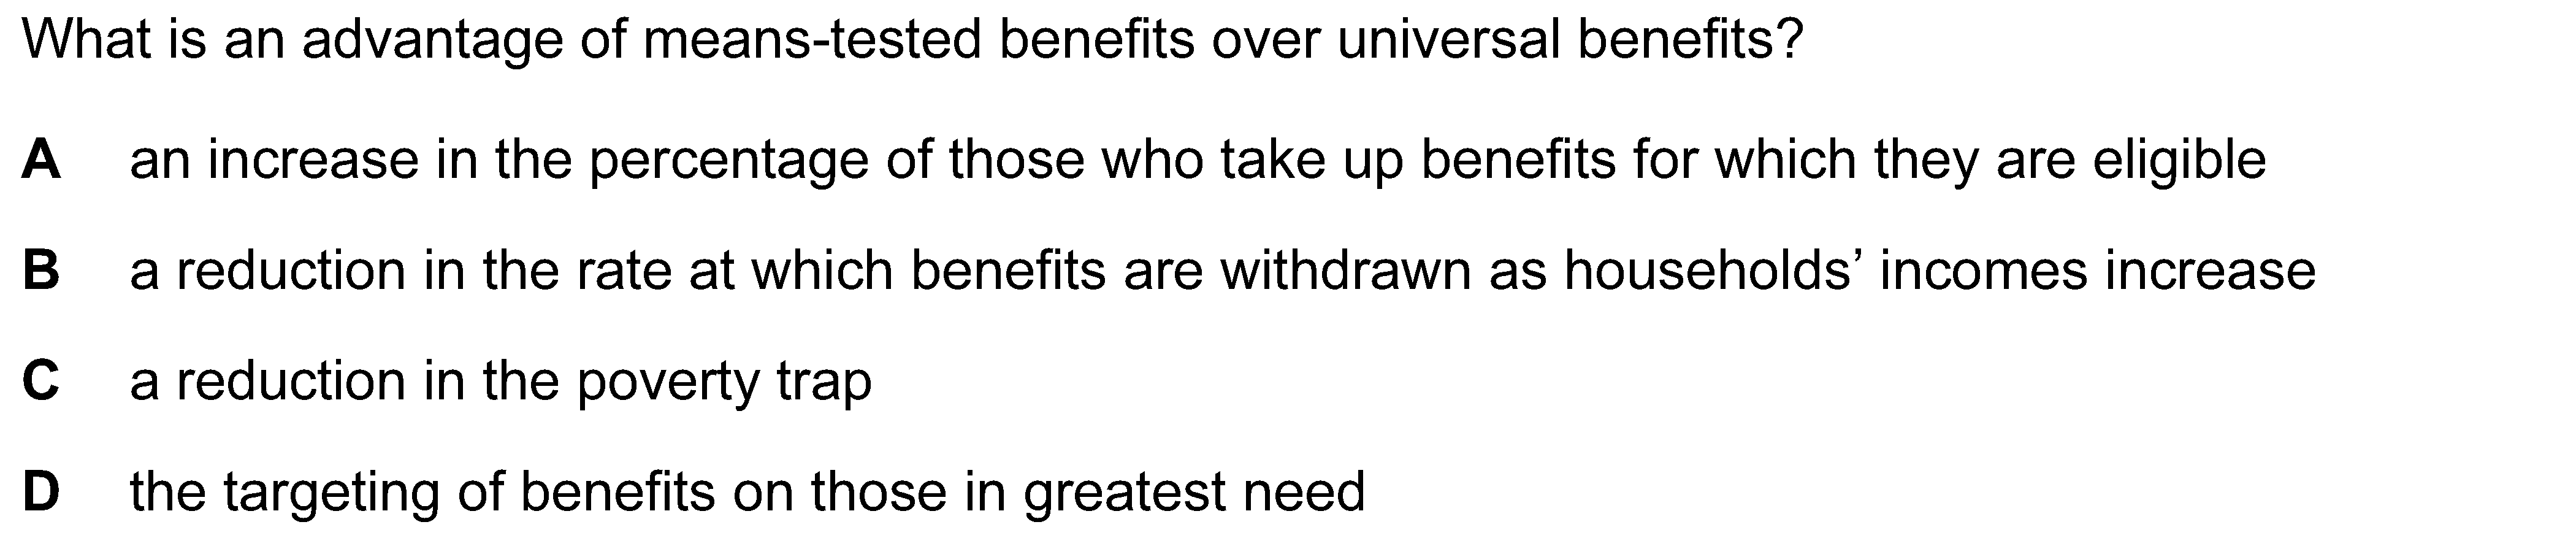 What is an advantage of means-tested benefits over universal benefits?
A an increase in the percentage of those who take up benefits for which they are eligible
B a reduction in the rate at which benefits are withdrawn as households’ incomes increase
C a reduction in the poverty trap
D the targeting of benefits on those in greatest need